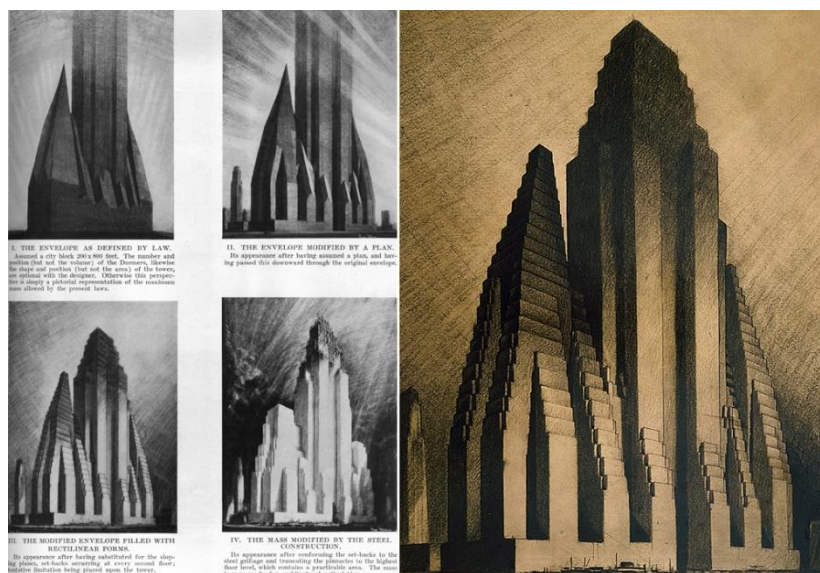 I. THE ENVELOPE AS DEFINED BY LAW.
Assumed a city block 200 x 800 feet. The number and
position (but not the volume) of the Dormers, likewise
the shape and position (but not the area) of the tower,
are optional with the designer. Otherwise this perspec-
tive is simply a pictorial representation of the maximum
mass allowed by the present laws.
II. THE ENVELOPE MODIFIED BY A PLAN.
Its appearance after having assumed a plan, and hav-
ing passed this downward through the original envelope.
III. THE MODIFIED ENVELOPE FILLED WITH
RECTILINEAR FORMS.
Its appearance after having substituted for the slop-
ing planes, set-backs occurring at every second floor;
tentative limitation being placed upon the tower.
IV. THE MASS MODIFIED BY THE STEEL
CONSTRUCTION.
Its appearance after conforming the set-backs to the
steel grillage and truncating the pinnacles to the highest
floor level, which contains a practicable area. The mass